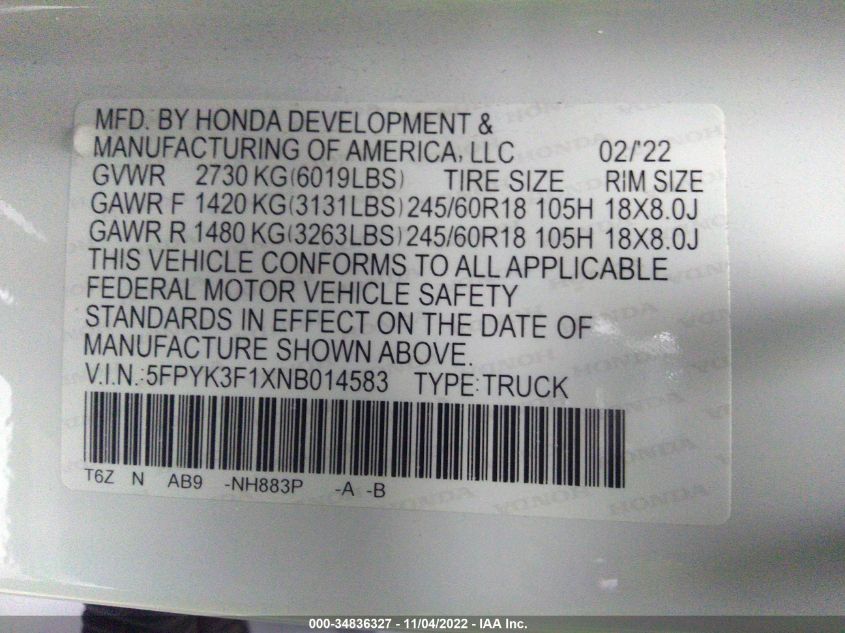 MFD. BY HONDA DEVELOPMENT &
MANUFACTURING OF AMERICA, LLC 02/'22
GVWR 2730 KG(6019LBS) TIRE SIZE RIM SIZE
GAWR F 1420 KG(3131LBS) 245/60R18 105H 18X8.0J
GAWR R 1480 KG(3263LBS) 245/60R18 105H 18X8.0J
THIS VEHICLE CONFORMS TO ALL APPLICABLE
FEDERAL MOTOR VEHICLE SAFETY
STANDARDS IN EFFECT ON THE DATE OF
MANUFACTURE SHOWN ABOVE.
V.I.N.:5FPYK3F1XNB014583 TYPE:TRUCK
T6Z N AB9 -NH883P -A -B
000-34836327 - 11/04/2022 - IAA Inc.